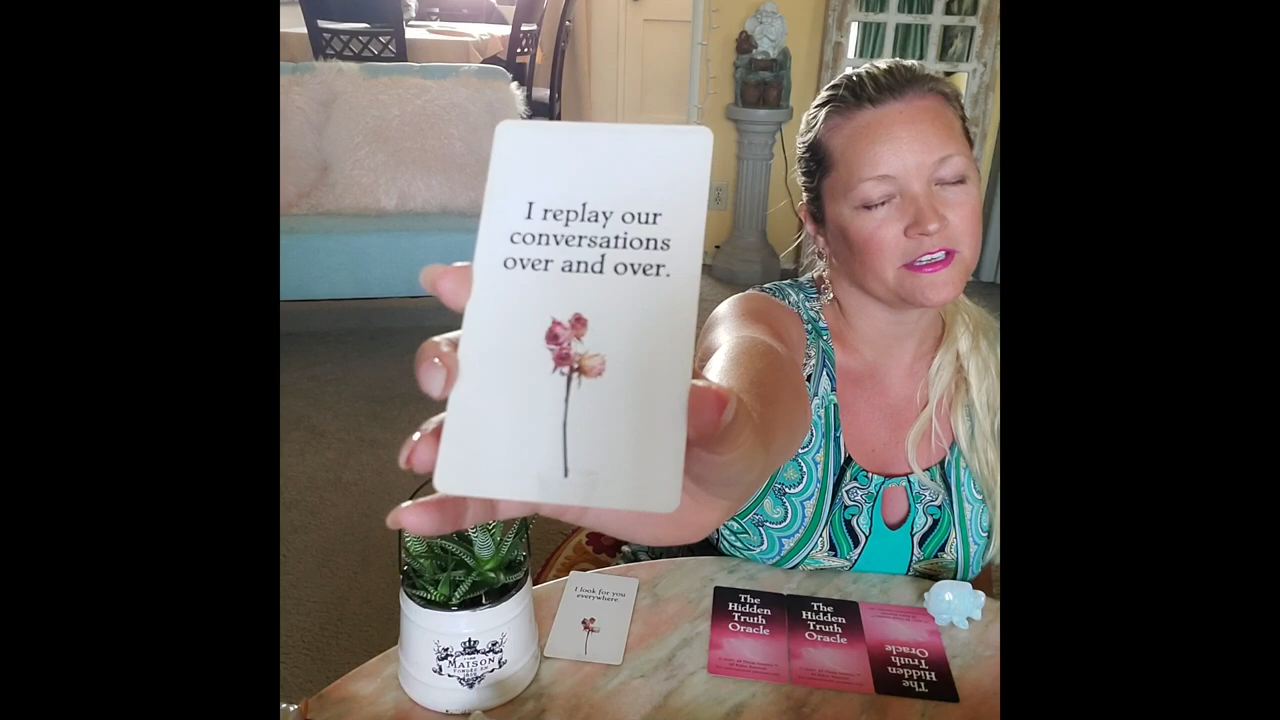 I replay our
conversations
over and over.
I look for you
everywhere.
MAISON
The
Hidden
Truth
Oracle
The
Hidden
Truth
Oracle
The
Hidden
Truth
Oracle